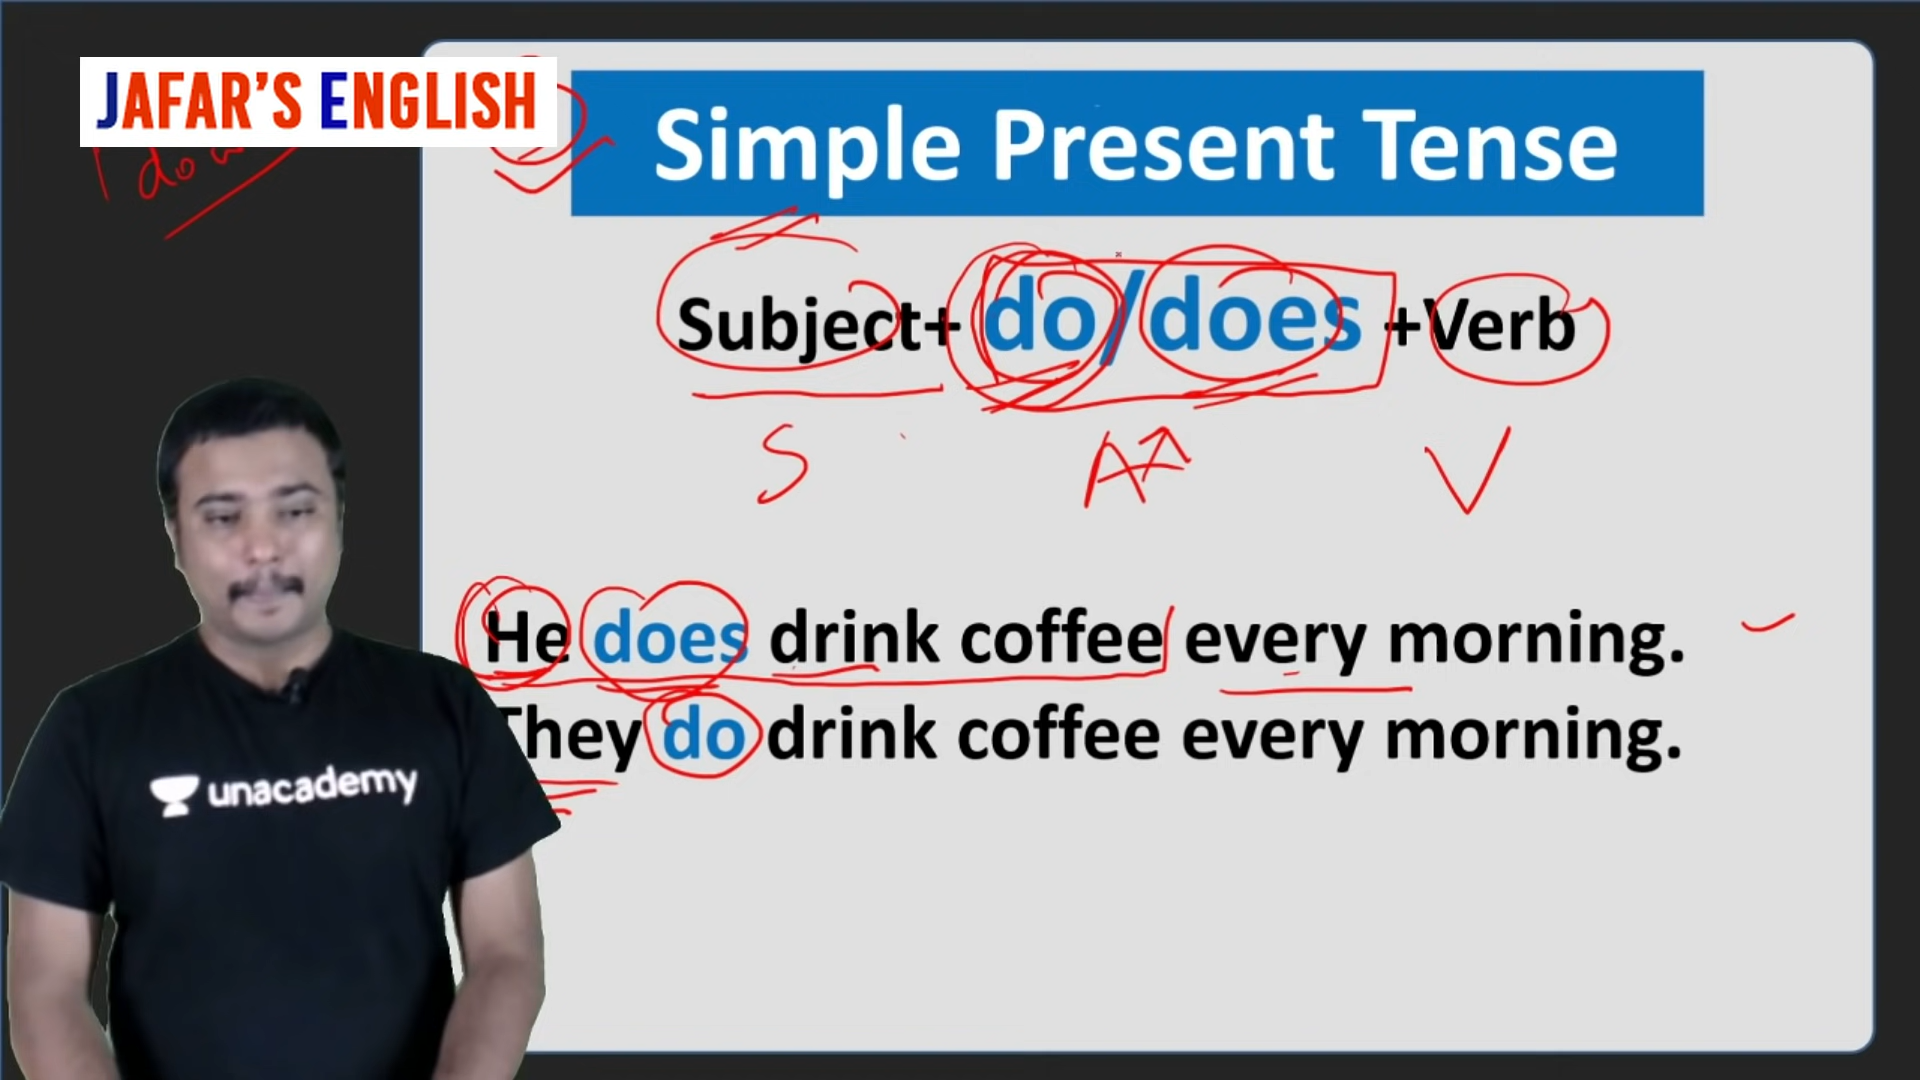 JAFAR'S ENGLISH
Simple Present Tense
Subject+ do/does +Verb
S V
He does drink coffee every morning.
They do drink coffee every morning.
unacademy